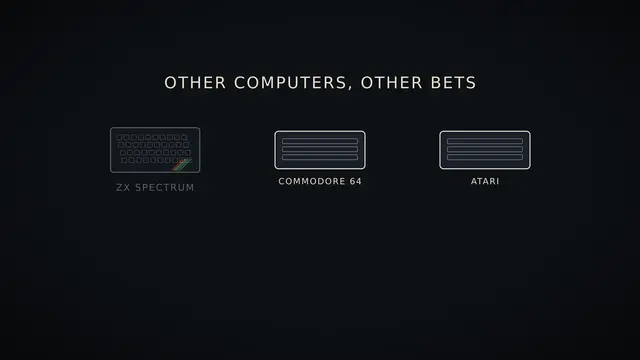 OTHER COMPUTERS, OTHER BETS
ZX SPECTRUM
COMMODORE 64
ATARI